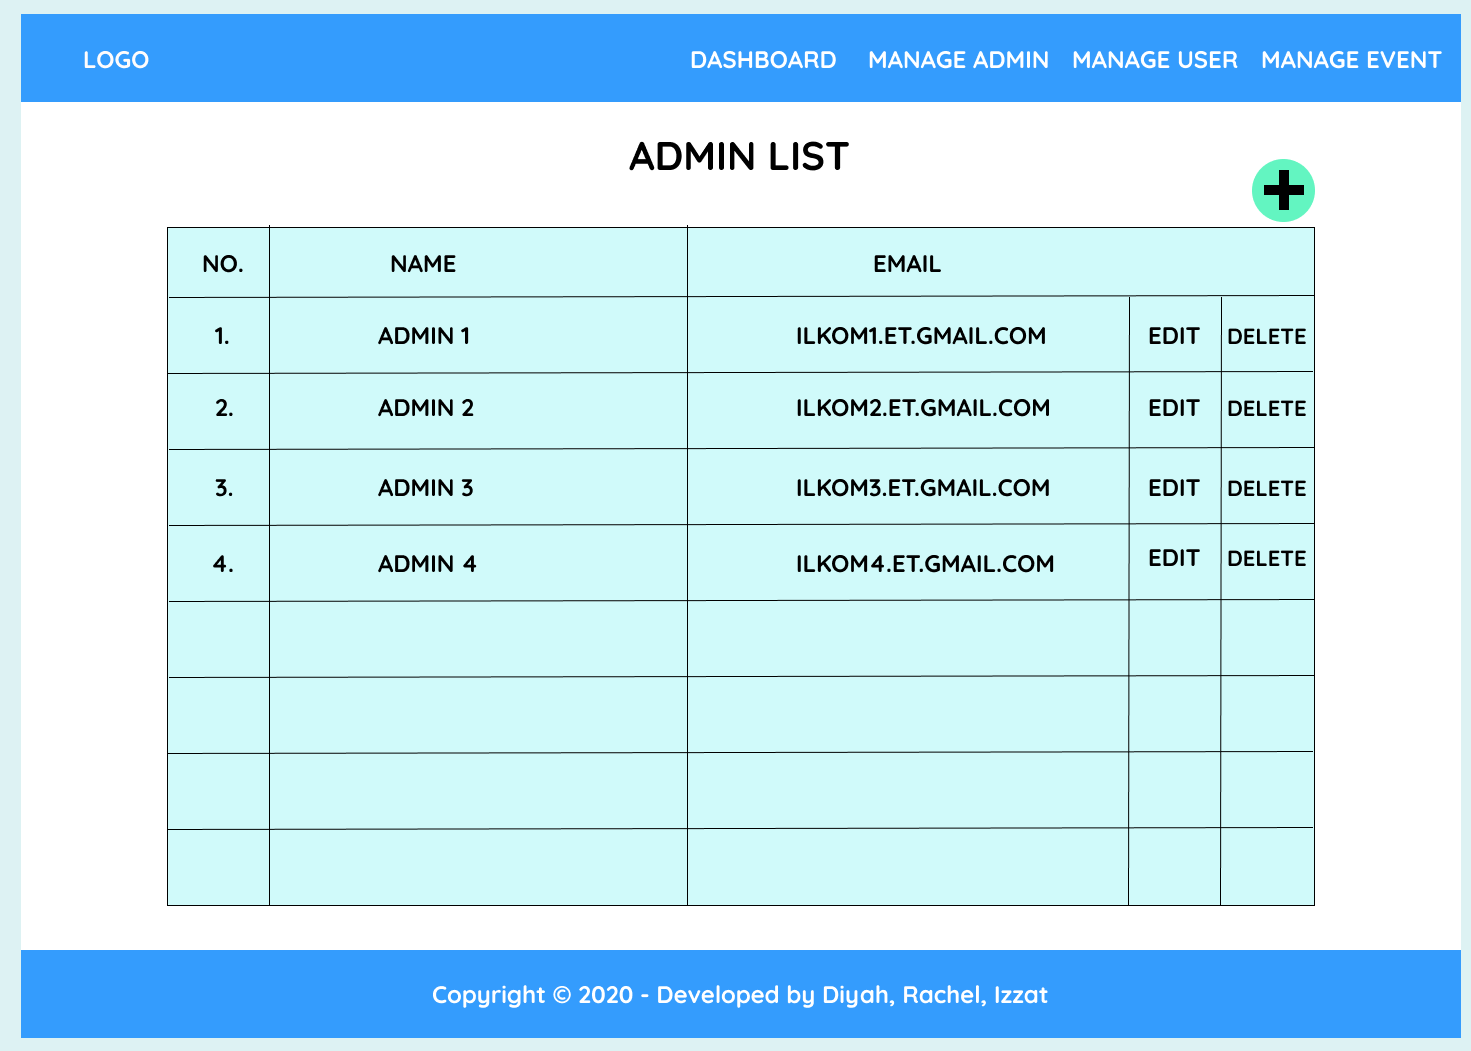 LOGO DASHBOARD MANAGE ADMIN MANAGE USER MANAGE EVENT
ADMIN LIST
NO. NAME EMAIL
1. ADMIN 1 ILKOM1.ET.GMAIL.COM EDIT DELETE
2. ADMIN 2 ILKOM2.ET.GMAIL.COM EDIT DELETE
3. ADMIN 3 ILKOM3.ET.GMAIL.COM EDIT DELETE
4. ADMIN 4 ILKOM4.ET.GMAIL.COM EDIT DELETE
Copyright © 2020 - Developed by Diyah, Rachel, Izzat